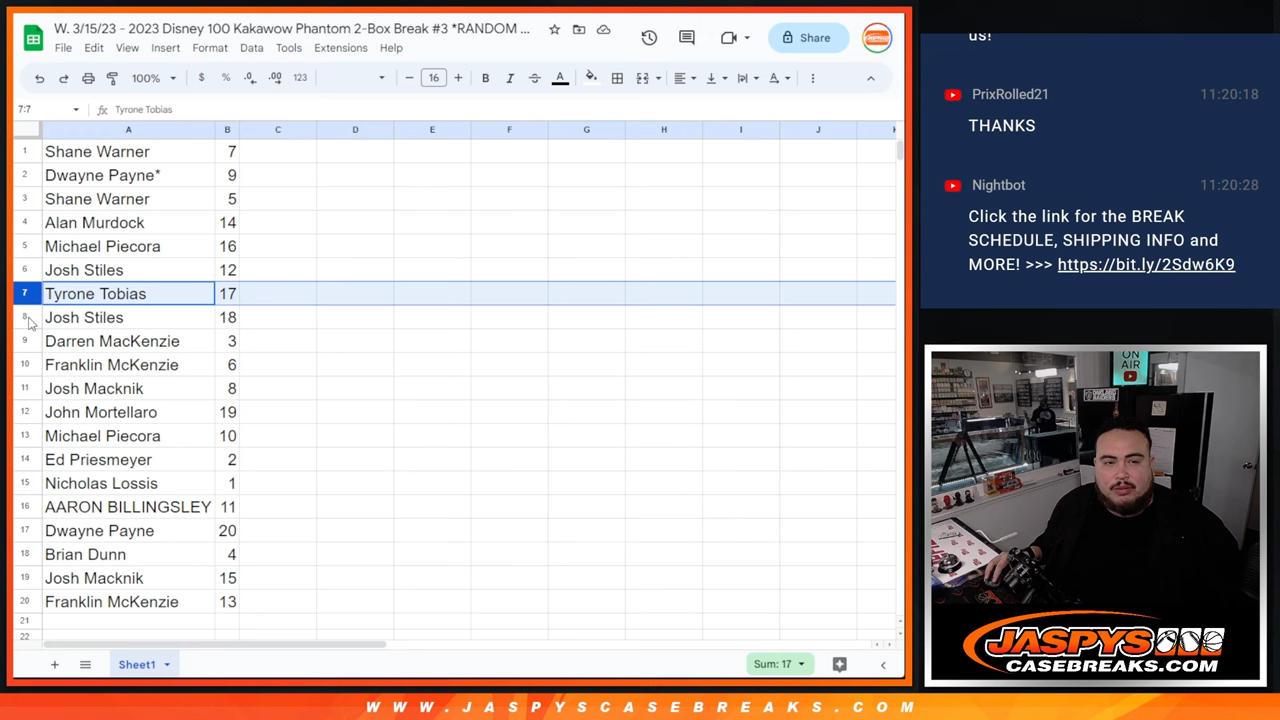 W. 3/15/23 - 2023 Disney 100 Kakawow Phantom 2-Box Break #3 *RANDOM ...
Share
File Edit View Insert Format Data Tools Extensions Help
100% $ % .0 .00 123 16 B I A
7:7 fx Tyrone Tobias
A B C D E F G H I J
1 Shane Warner 7
2 Dwayne Payne* 9
3 Shane Warner 5
4 Alan Murdock 14
5 Michael Piecora 16
6 Josh Stiles 12
7 Tyrone Tobias 17
8 Josh Stiles 18
9 Darren MacKenzie 3
10 Franklin McKenzie 6
11 Josh Macknik 8
12 John Mortellaro 19
13 Michael Piecora 10
14 Ed Priesmeyer 2
15 Nicholas Lossis 1
16 AARON BILLINGSLEY 11
17 Dwayne Payne 20
18 Brian Dunn 4
19 Josh Macknik 15
20 Franklin McKenzie 13
21
22
Sheet1
Sum: 17
us!
PrixRolled21 11:20:18
THANKS
Nightbot 11:20:28
Click the link for the BREAK
SCHEDULE, SHIPPING INFO and
MORE! >>> https://bit.ly/2Sdw6K9
ON
AIR
JASPYS
CASEBREAKS.COM
WWW.JASPYSCASEBREAKS.COM